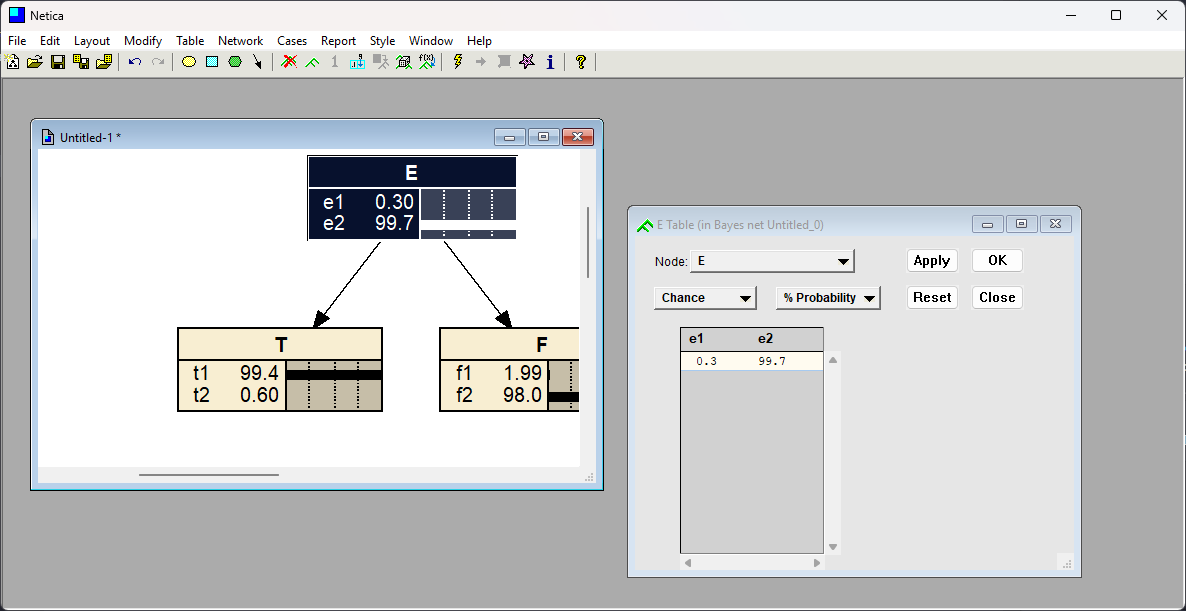 Netica
File Edit Layout Modify Table Network Cases Report Style Window Help
1 f(x) i ?
Untitled-1 *
E
e1 0.30
e2 99.7
T
t1 99.4
t2 0.60
F
f1 1.99
f2 98.0
E Table (in Bayes net Untitled_0)
Node: E Apply OK
Chance % Probability Reset Close
e1 e2
0.3 99.7